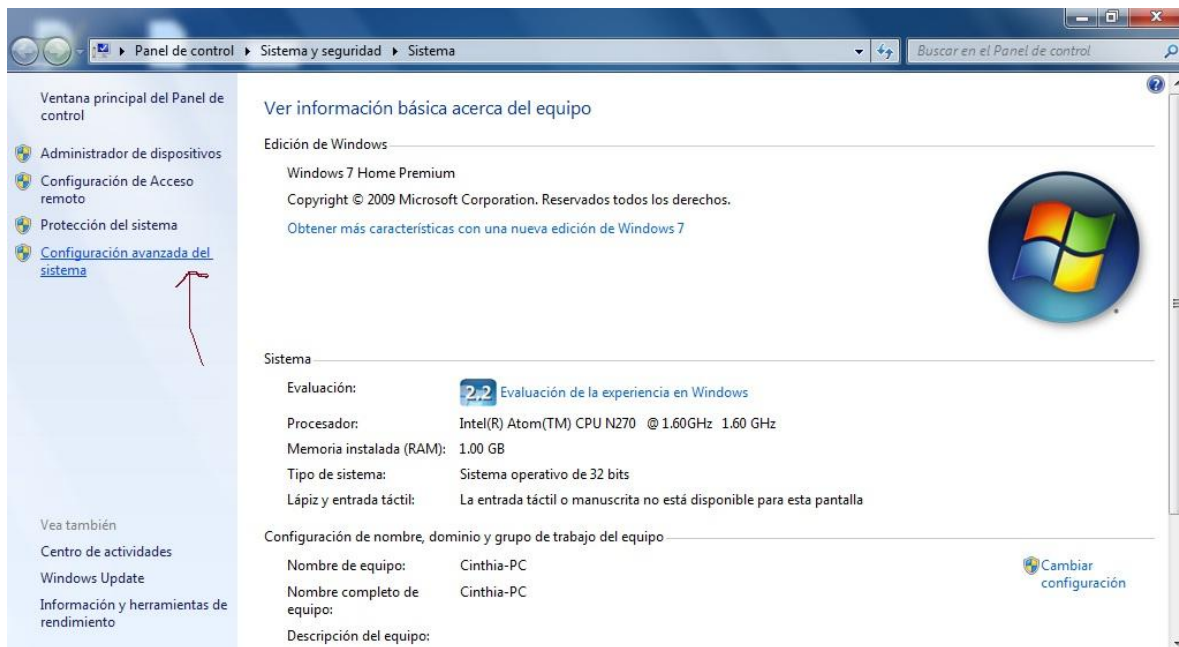 Panel de control ▸ Sistema y seguridad ▸ Sistema
Buscar en el Panel de control
Ventana principal del Panel de
control
Administrador de dispositivos
Configuración de Acceso
remoto
Protección del sistema
Configuración avanzada del
sistema
Vea también
Centro de actividades
Windows Update
Información y herramientas de
rendimiento
Ver información básica acerca del equipo
Edición de Windows
Windows 7 Home Premium
Copyright © 2009 Microsoft Corporation. Reservados todos los derechos.
Obtener más características con una nueva edición de Windows 7
Sistema
Evaluación: 2,2 Evaluación de la experiencia en Windows
Procesador: Intel(R) Atom(TM) CPU N270 @ 1.60GHz 1.60 GHz
Memoria instalada (RAM): 1.00 GB
Tipo de sistema: Sistema operativo de 32 bits
Lápiz y entrada táctil: La entrada táctil o manuscrita no está disponible para esta pantalla
Configuración de nombre, dominio y grupo de trabajo del equipo
Nombre de equipo: Cinthia-PC
Cambiar
configuración
Nombre completo de
equipo:
Cinthia-PC
Descripción del equipo: